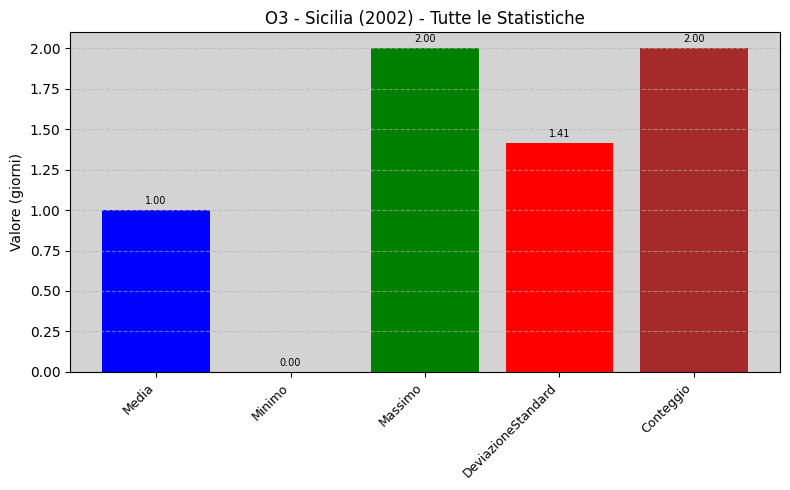 O3 - Sicilia (2002) - Tutte le Statistiche
Valore (giorni)
2.00
1.75
1.50
1.25
1.00
0.75
0.50
0.25
0.00
1.00
0.00
2.00
1.41
2.00
Media
Minimo
Massimo
DeviazioneStandard
Conteggio